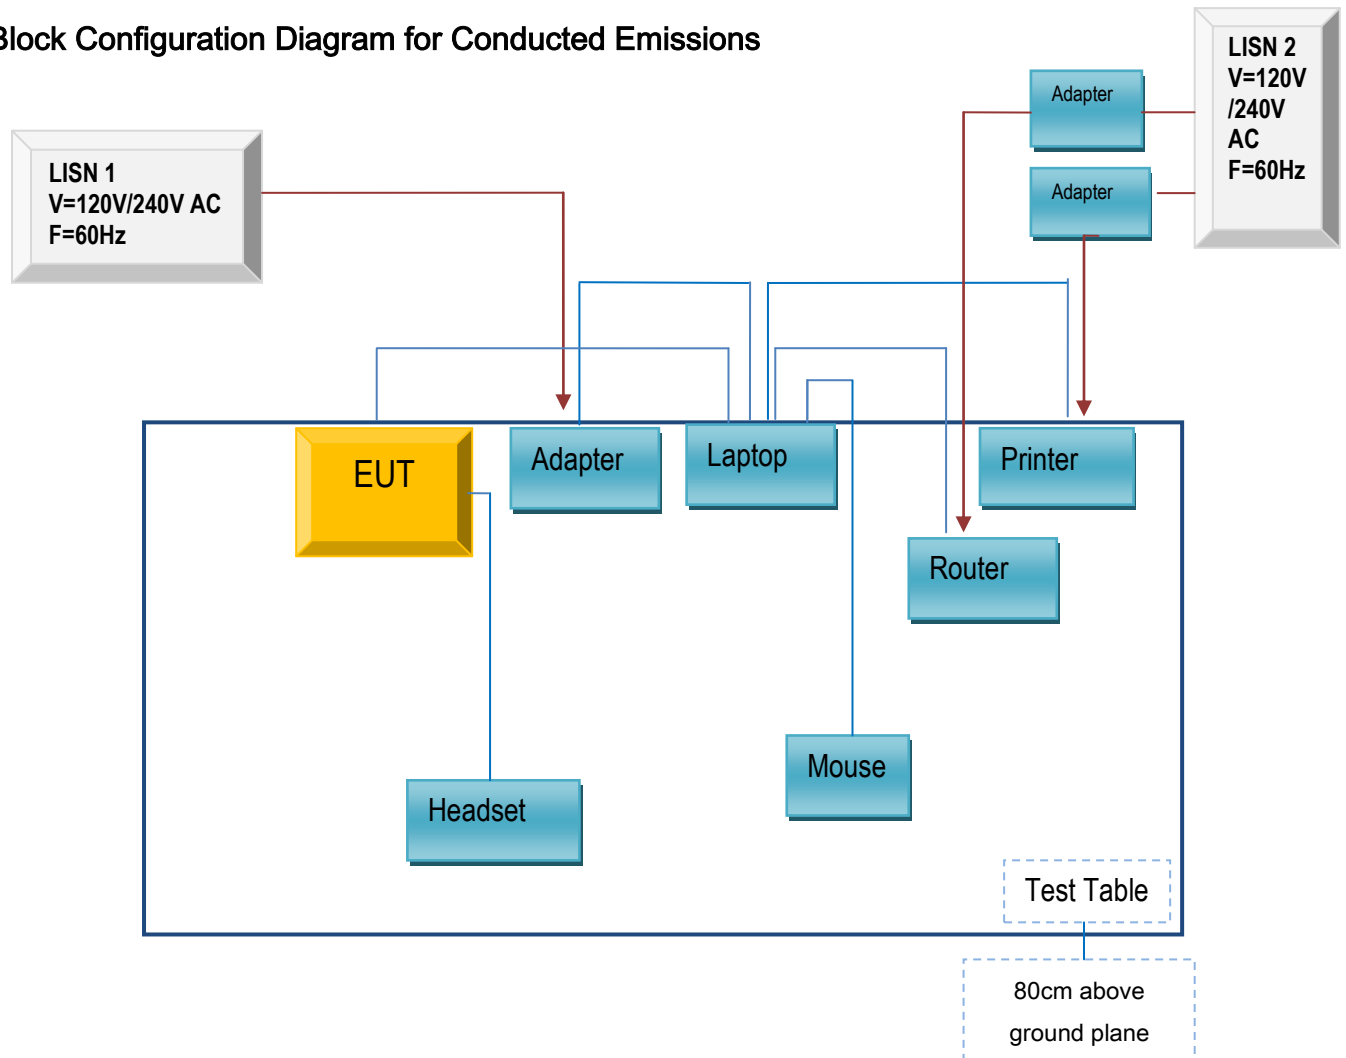 Block Configuration Diagram for Conducted Emissions
LISN 2
V=120V
/240V
AC
F=60Hz
Adapter
Adapter
LISN 1
V=120V/240V AC
F=60Hz
EUT
Adapter
Laptop
Printer
Router
Mouse
Headset
Test Table
80cm above
ground plane